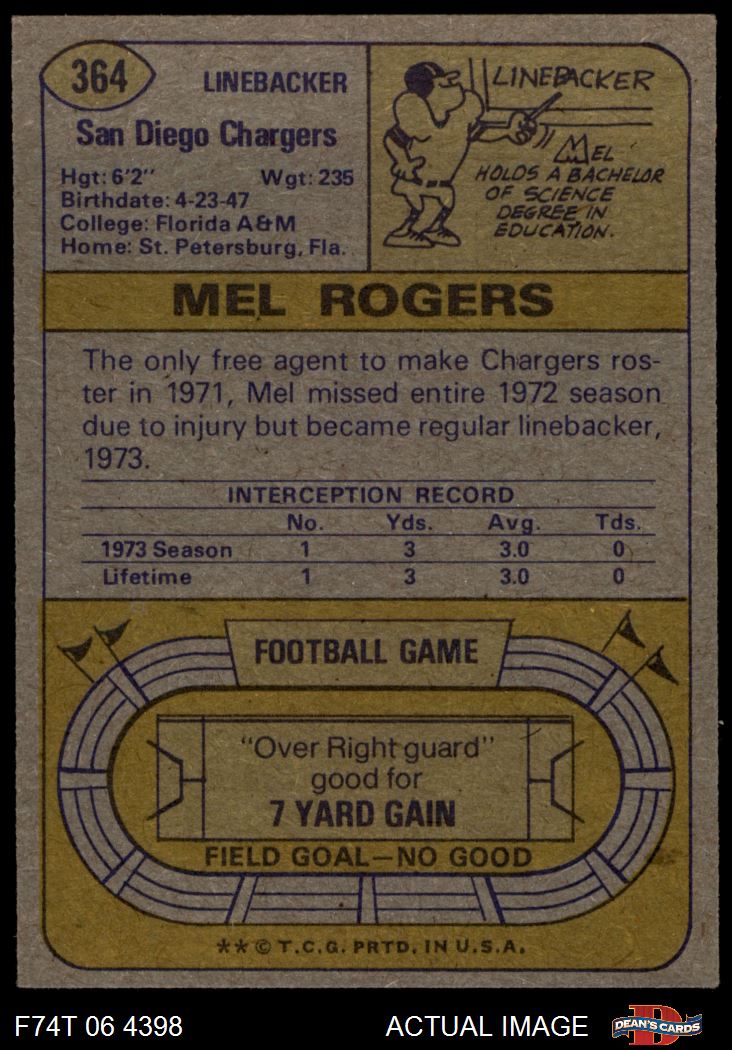 364
LINEBACKER
San Diego Chargers
Hgt: 6'2" Wgt: 235
Birthdate: 4-23-47
College: Florida A&M
Home: St. Petersburg, Fla.
LINEBACKER
MEL
HOLDS A BACHELOR
OF SCIENCE
DEGREE IN
EDUCATION.
MEL ROGERS
The only free agent to make Chargers ros-
ter in 1971, Mel missed entire 1972 season
due to injury but became regular linebacker,
1973.
INTERCEPTION RECORD
No. Yds. Avg. Tds.
1973 Season 1 3 3.0 0
Lifetime 1 3 3.0 0
FOOTBALL GAME
"Over Right guard"
good for
7 YARD GAIN
FIELD GOAL—NO GOOD
** © T.C.G. PRTD. IN U.S.A.
F74T 06 4398 ACTUAL IMAGE
D
DEAN'S CARDS